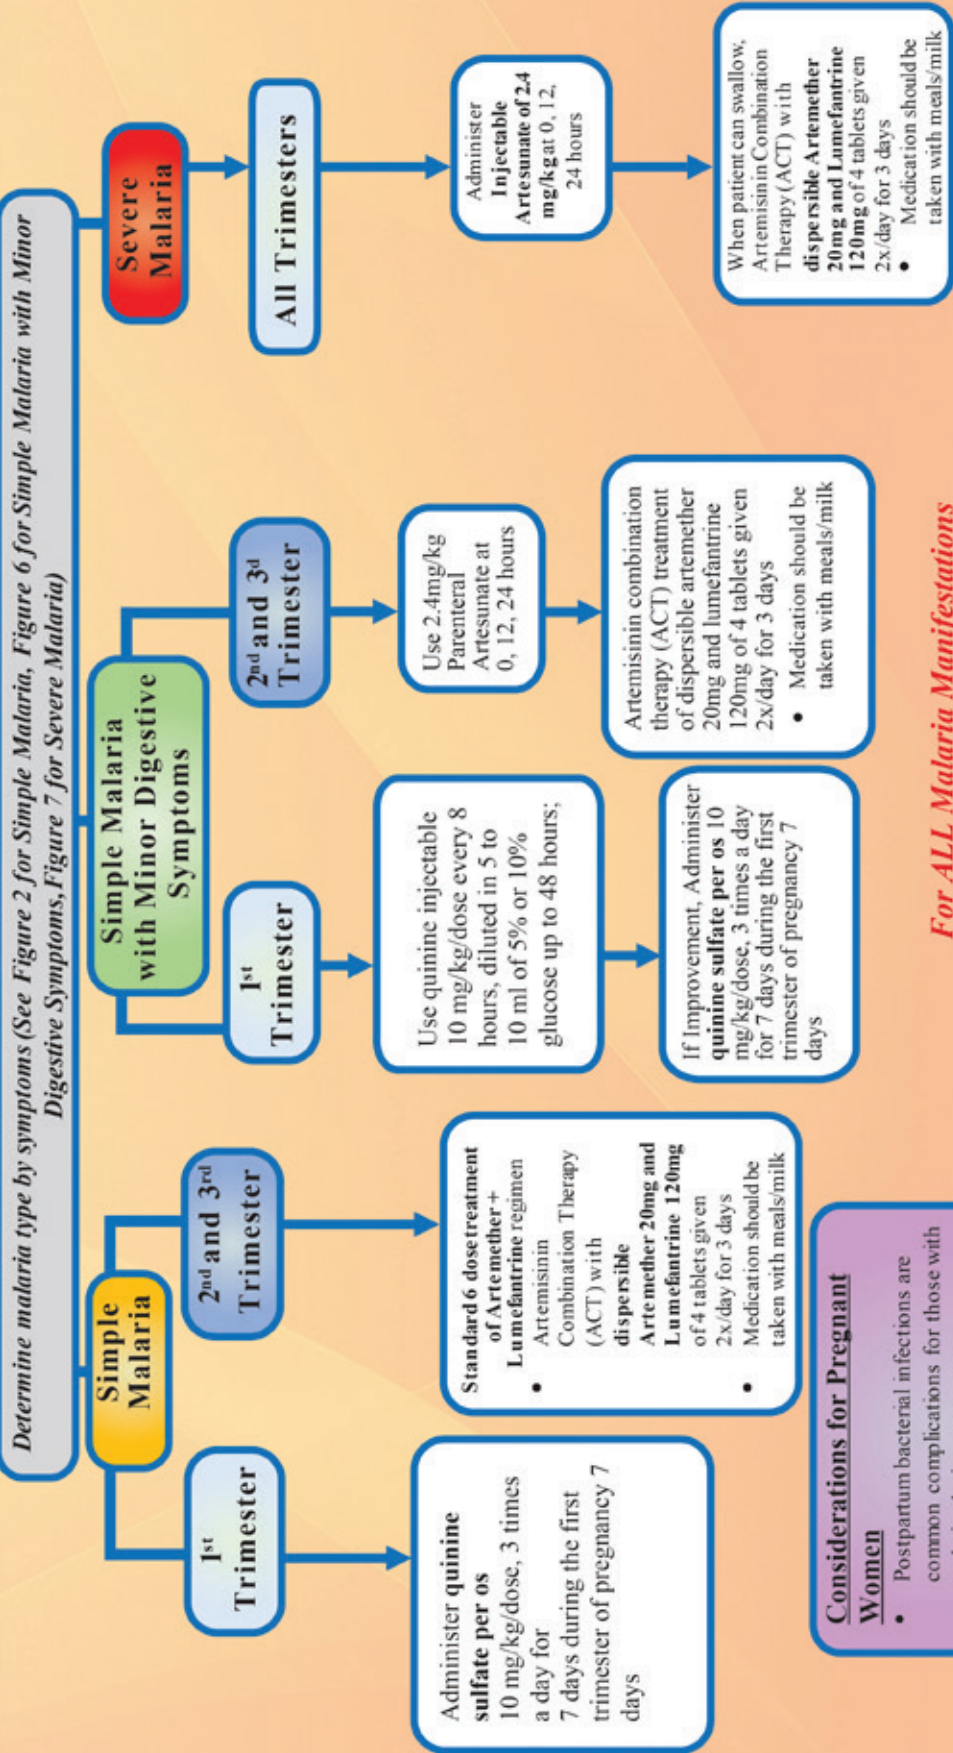 Determine malaria type by symptoms (See Figure 2 for Simple Malaria, Figure 6 for Simple Malaria with Minor
Digestive Symptoms, Figure 7 for Severe Malaria)
Simple
Malaria
1st
Trimester
Administer quinine
sulfate per os
10 mg/kg/dose, 3 times
a day for
7 days during the first
trimester of pregnancy 7
days
2nd and 3rd
Trimester
Standard 6 dose treatment
of Artemether +
Lumefantrine regimen
• Artemisinin
Combination Therapy
(ACT) with
dispersible
Artemether 20mg and
Lumefantrine 120mg
of 4 tablets given
2x/day for 3 days
• Medication should be
taken with meals/milk
Simple Malaria
with Minor Digestive
Symptoms
1st
Trimester
Use quinine injectable
10 mg/kg/dose every 8
hours, diluted in 5 to
10 ml of 5% or 10%
glucose up to 48 hours;
If Improvement, Administer
quinine sulfate per os 10
mg/kg/dose, 3 times a day
for 7 days during the first
trimester of pregnancy 7
days
2nd and 3d
Trimester
Use 2.4mg/kg
Parenteral
Artesunate at
0, 12, 24 hours
Artemisinin combination
therapy (ACT) treatment
of dispersible artemether
20mg and lumefantrine
120mg of 4 tablets given
2x/day for 3 days
• Medication should be
taken with meals/milk
Severe
Malaria
All Trimesters
Administer
Injectable
Artesunate of 2.4
mg/kg at 0, 12,
24 hours
When patient can swallow,
Artemisinin Combination
Therapy (ACT) with
dispersible Artemether
20mg and Lumefantrine
120mg of 4 tablets given
2x/day for 3 days
• Medication should be
taken with meals/milk
Considerations for Pregnant
Women
• Postpartum bacterial infections are
common complications for those with
For ALL Malaria Manifestations